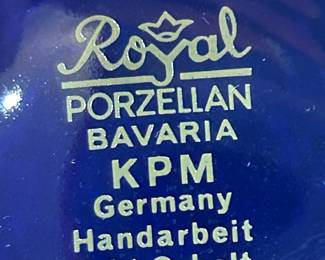 Royal
PORZELLAN
BAVARIA
KPM
Germany
Handarbeit